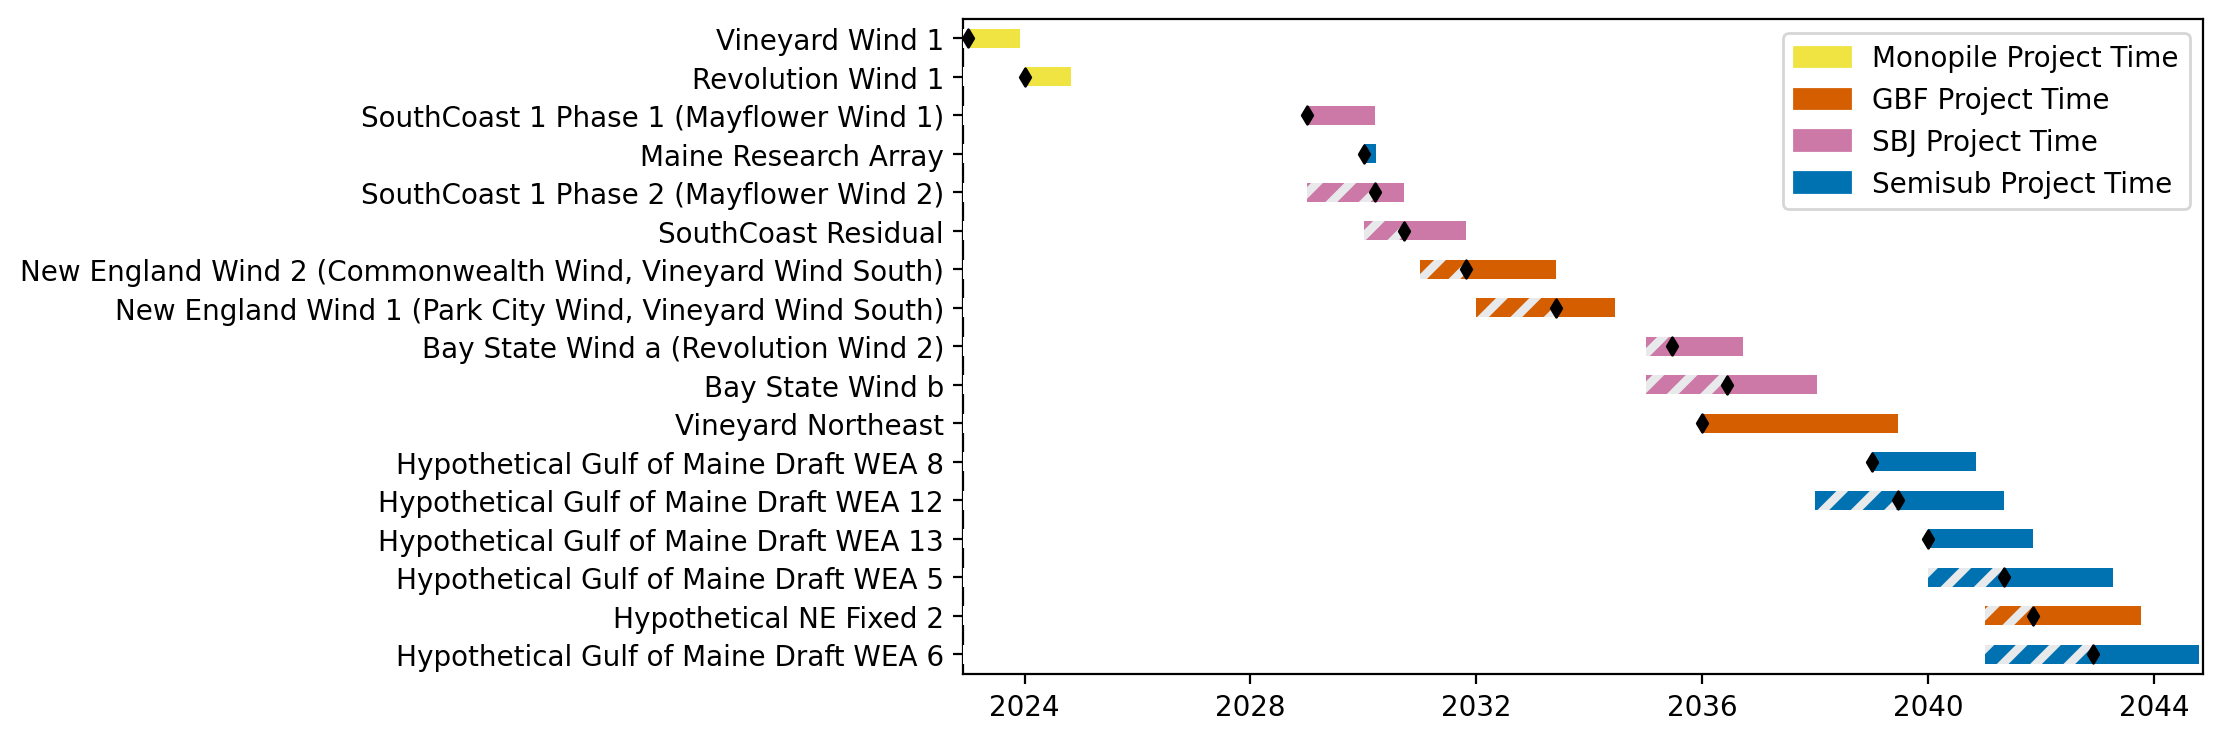 Vineyard Wind 1
Revolution Wind 1
SouthCoast 1 Phase 1 (Mayflower Wind 1)
Maine Research Array
SouthCoast 1 Phase 2 (Mayflower Wind 2)
SouthCoast Residual
New England Wind 2 (Commonwealth Wind, Vineyard Wind South)
New England Wind 1 (Park City Wind, Vineyard Wind South)
Bay State Wind a (Revolution Wind 2)
Bay State Wind b
Vineyard Northeast
Hypothetical Gulf of Maine Draft WEA 8
Hypothetical Gulf of Maine Draft WEA 12
Hypothetical Gulf of Maine Draft WEA 13
Hypothetical Gulf of Maine Draft WEA 5
Hypothetical NE Fixed 2
Hypothetical Gulf of Maine Draft WEA 6
Monopile Project Time
GBF Project Time
SBJ Project Time
Semisub Project Time
2024 2028 2032 2036 2040 2044